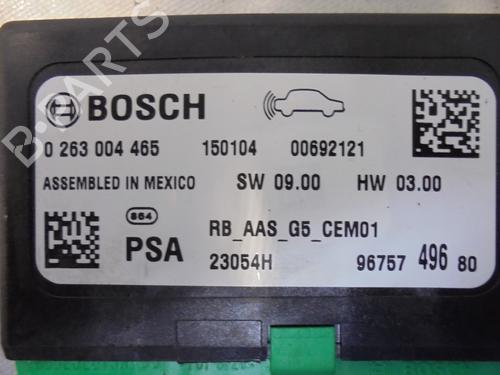 BOSCH
0 263 004 465 150104 00692121
ASSEMBLED IN MEXICO SW 09.00 HW 03.00
864 RB_AAS_G5_CEM01
PSA 23054H 96757 496 80